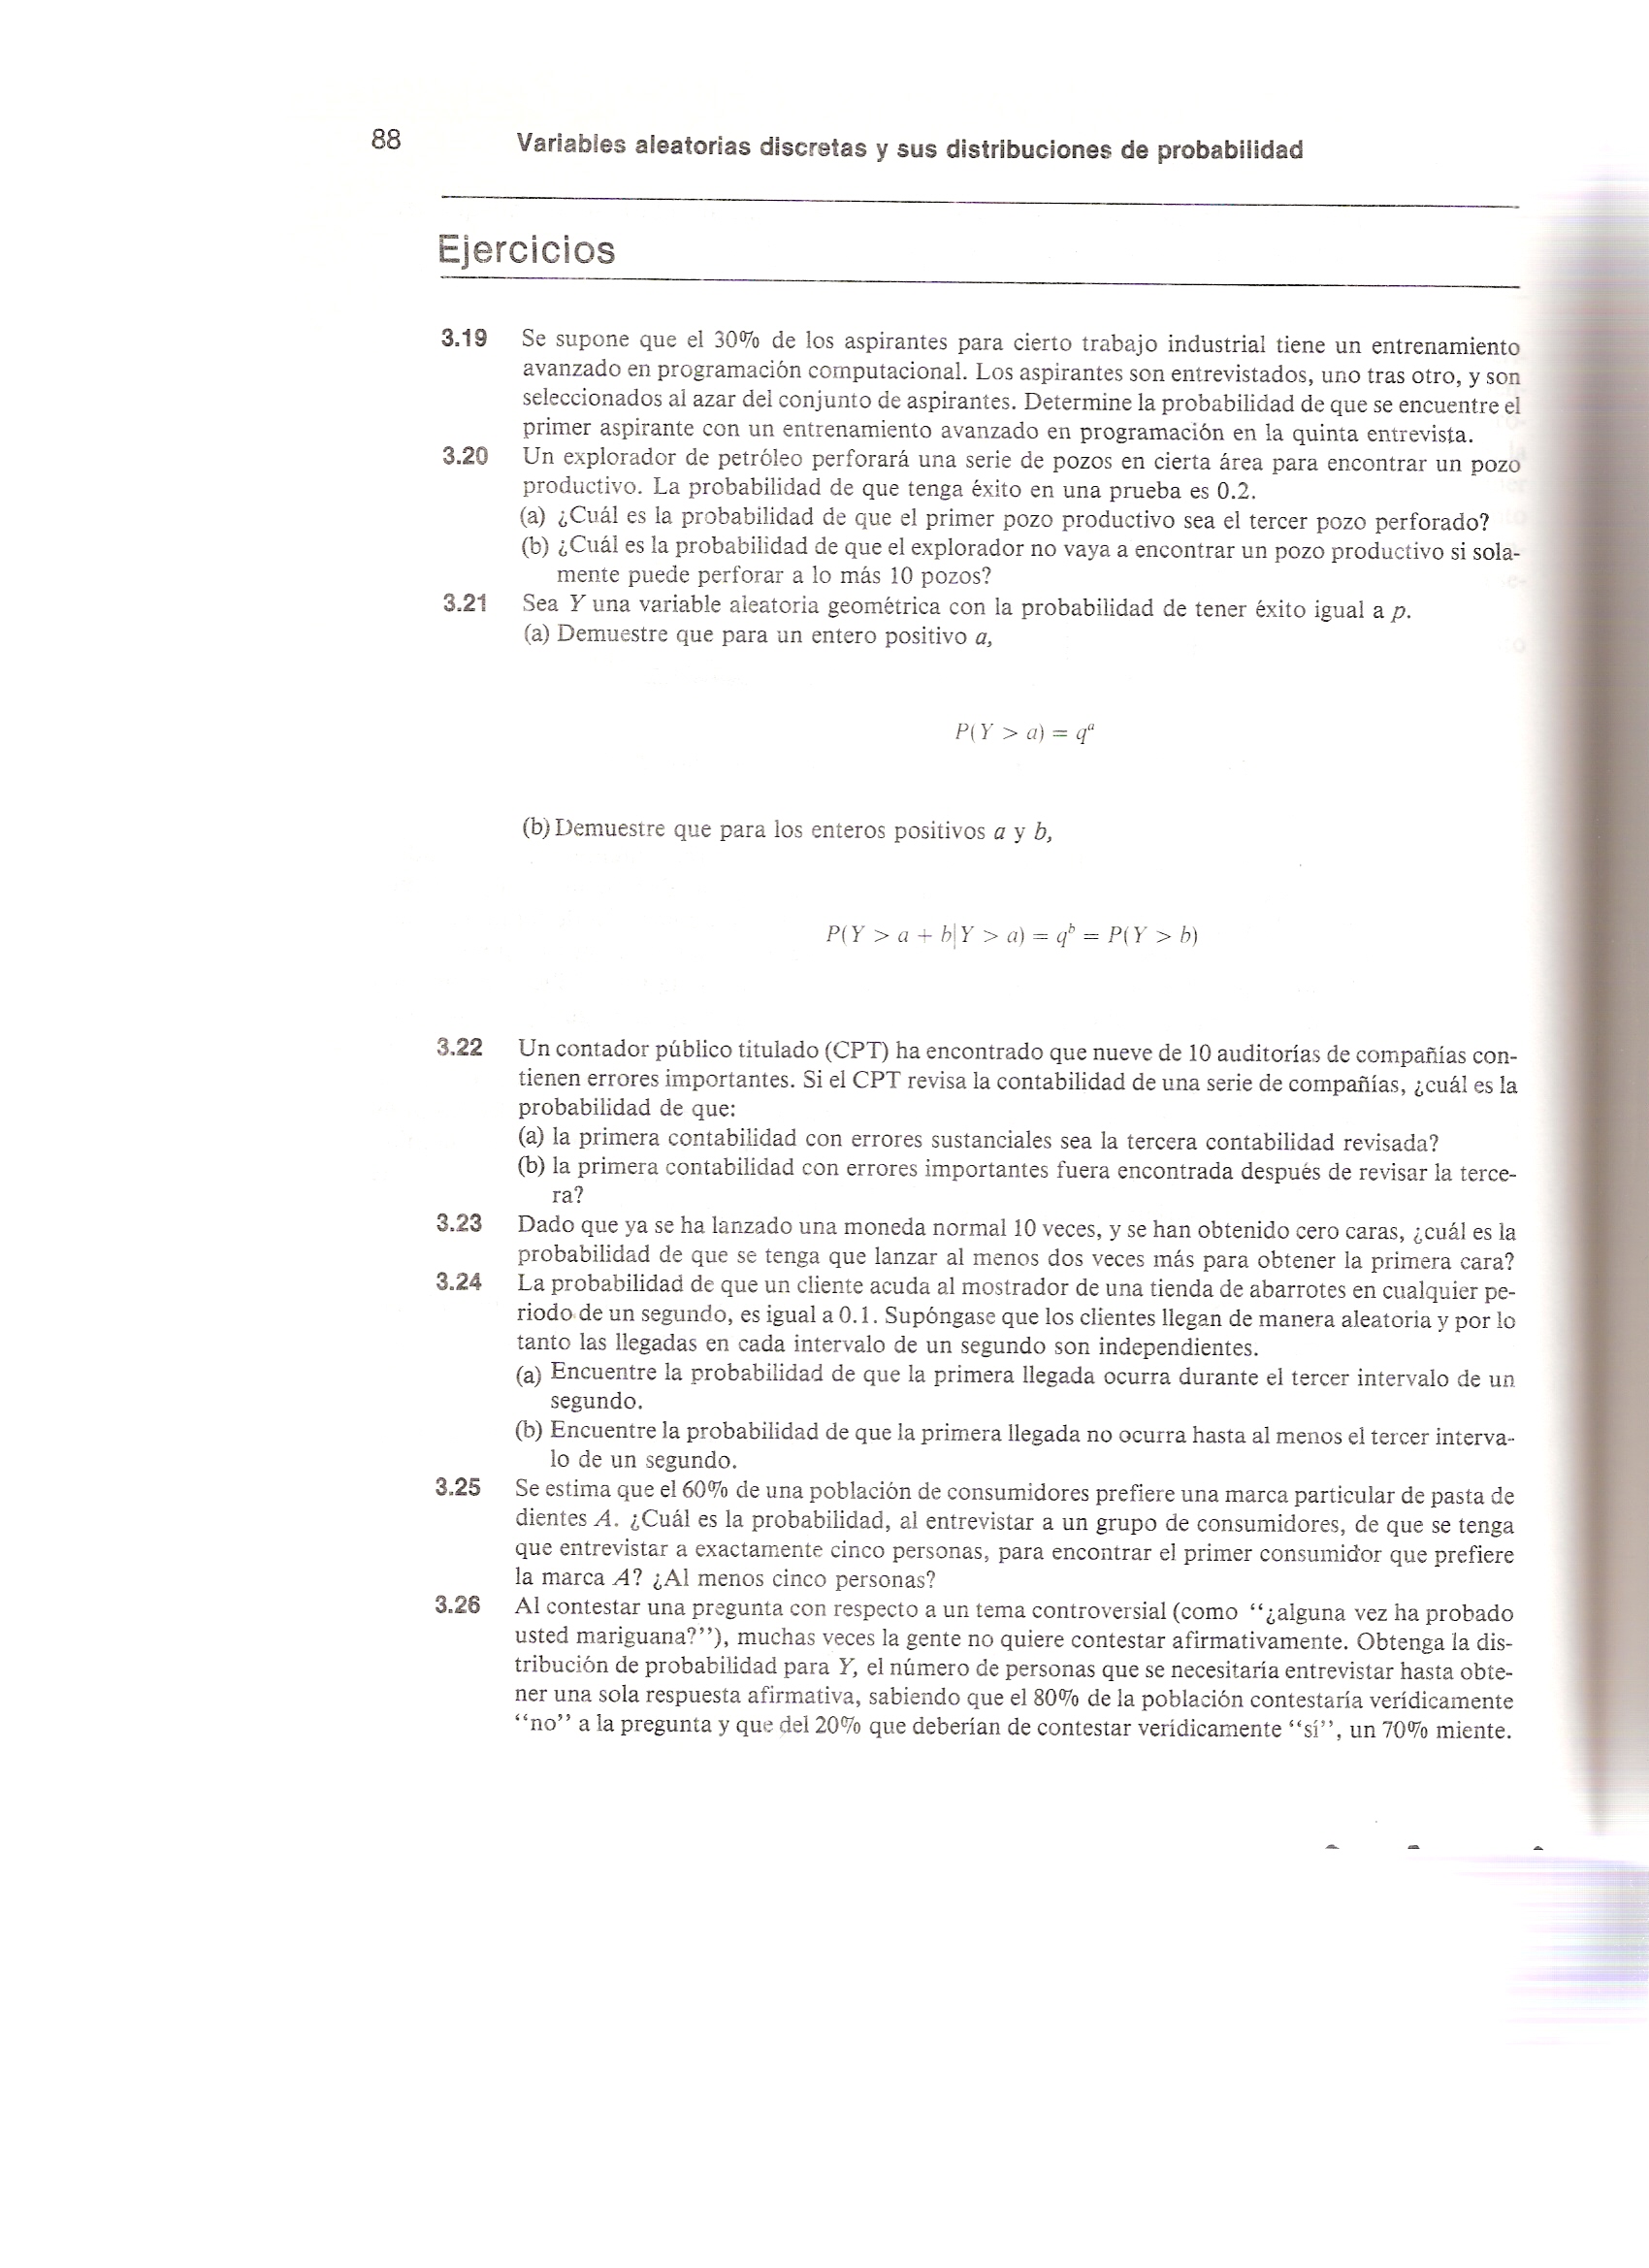 88
Variables aleatorias discretas y sus distribuciones de probabilidad
Ejercicios
3.19 Se supone que el 30% de los aspirantes para cierto trabajo industrial tiene un entrenamiento
avanzado en programación computacional. Los aspirantes son entrevistados, uno tras otro, y son
seleccionados al azar del conjunto de aspirantes. Determine la probabilidad de que se encuentre el
primer aspirante con un entrenamiento avanzado en programación en la quinta entrevista.
3.20 Un explorador de petróleo perforará una serie de pozos en cierta área para encontrar un pozo
productivo. La probabilidad de que tenga éxito en una prueba es 0.2.
(a) ¿Cuál es la probabilidad de que el primer pozo productivo sea el tercer pozo perforado?
(b) ¿Cuál es la probabilidad de que el explorador no vaya a encontrar un pozo productivo si sola-
mente puede perforar a lo más 10 pozos?
3.21 Sea Y una variable aleatoria geométrica con la probabilidad de tener éxito igual a p.
(a) Demuestre que para un entero positivo a,
P(Y > a) = qᵃ
(b) Demuestre que para los enteros positivos a y b,
P(Y > a + b|Y > a) = qᵇ = P(Y > b)
3.22 Un contador público titulado (CPT) ha encontrado que nueve de 10 auditorías de compañías con-
tienen errores importantes. Si el CPT revisa la contabilidad de una serie de compañías, ¿cuál es la
probabilidad de que:
(a) la primera contabilidad con errores sustanciales sea la tercera contabilidad revisada?
(b) la primera contabilidad con errores importantes fuera encontrada después de revisar la terce-
ra?
3.23 Dado que ya se ha lanzado una moneda normal 10 veces, y se han obtenido cero caras, ¿cuál es la
probabilidad de que se tenga que lanzar al menos dos veces más para obtener la primera cara?
3.24 La probabilidad de que un cliente acuda al mostrador de una tienda de abarrotes en cualquier pe-
riodo de un segundo, es igual a 0.1. Supóngase que los clientes llegan de manera aleatoria y por lo
tanto las llegadas en cada intervalo de un segundo son independientes.
(a) Encuentre la probabilidad de que la primera llegada ocurra durante el tercer intervalo de un
segundo.
(b) Encuentre la probabilidad de que la primera llegada no ocurra hasta al menos el tercer interva-
lo de un segundo.
3.25 Se estima que el 60% de una población de consumidores prefiere una marca particular de pasta de
dientes A. ¿Cuál es la probabilidad, al entrevistar a un grupo de consumidores, de que se tenga
que entrevistar a exactamente cinco personas, para encontrar el primer consumidor que prefiere
la marca A? ¿Al menos cinco personas?
3.26 Al contestar una pregunta con respecto a un tema controversial (como “¿alguna vez ha probado
usted mariguana?”), muchas veces la gente no quiere contestar afirmativamente. Obtenga la dis-
tribución de probabilidad para Y, el número de personas que se necesitaría entrevistar hasta obte-
ner una sola respuesta afirmativa, sabiendo que el 80% de la población contestaría verídicamente
“no” a la pregunta y que del 20% que deberían de contestar verídicamente “sí”, un 70% miente.